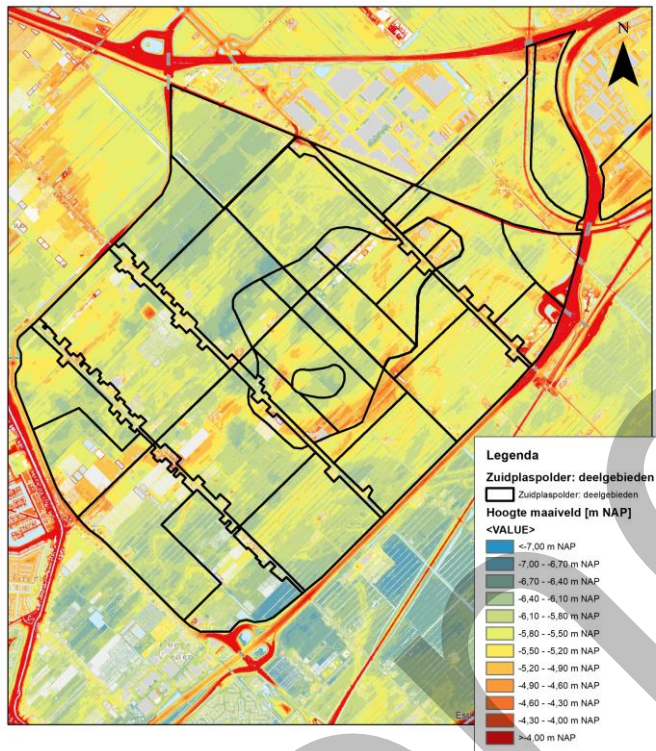 N
Legenda
Zuidplaspolder: deelgebieden
Zuidplaspolder: deelgebieden
Hoogte maaiveld [m NAP]
<VALUE>
<-7,00 m NAP
-7,00 - -6,70 m NAP
-6,70 - -6,40 m NAP
-6,40 - -6,10 m NAP
-6,10 - -5,80 m NAP
-5,80 - -5,50 m NAP
-5,50 - -5,20 m NAP
-5,20 - -4,90 m NAP
-4,90 - -4,60 m NAP
-4,60 - -4,30 m NAP
-4,30 - -4,00 m NAP
>-4,00 m NAP